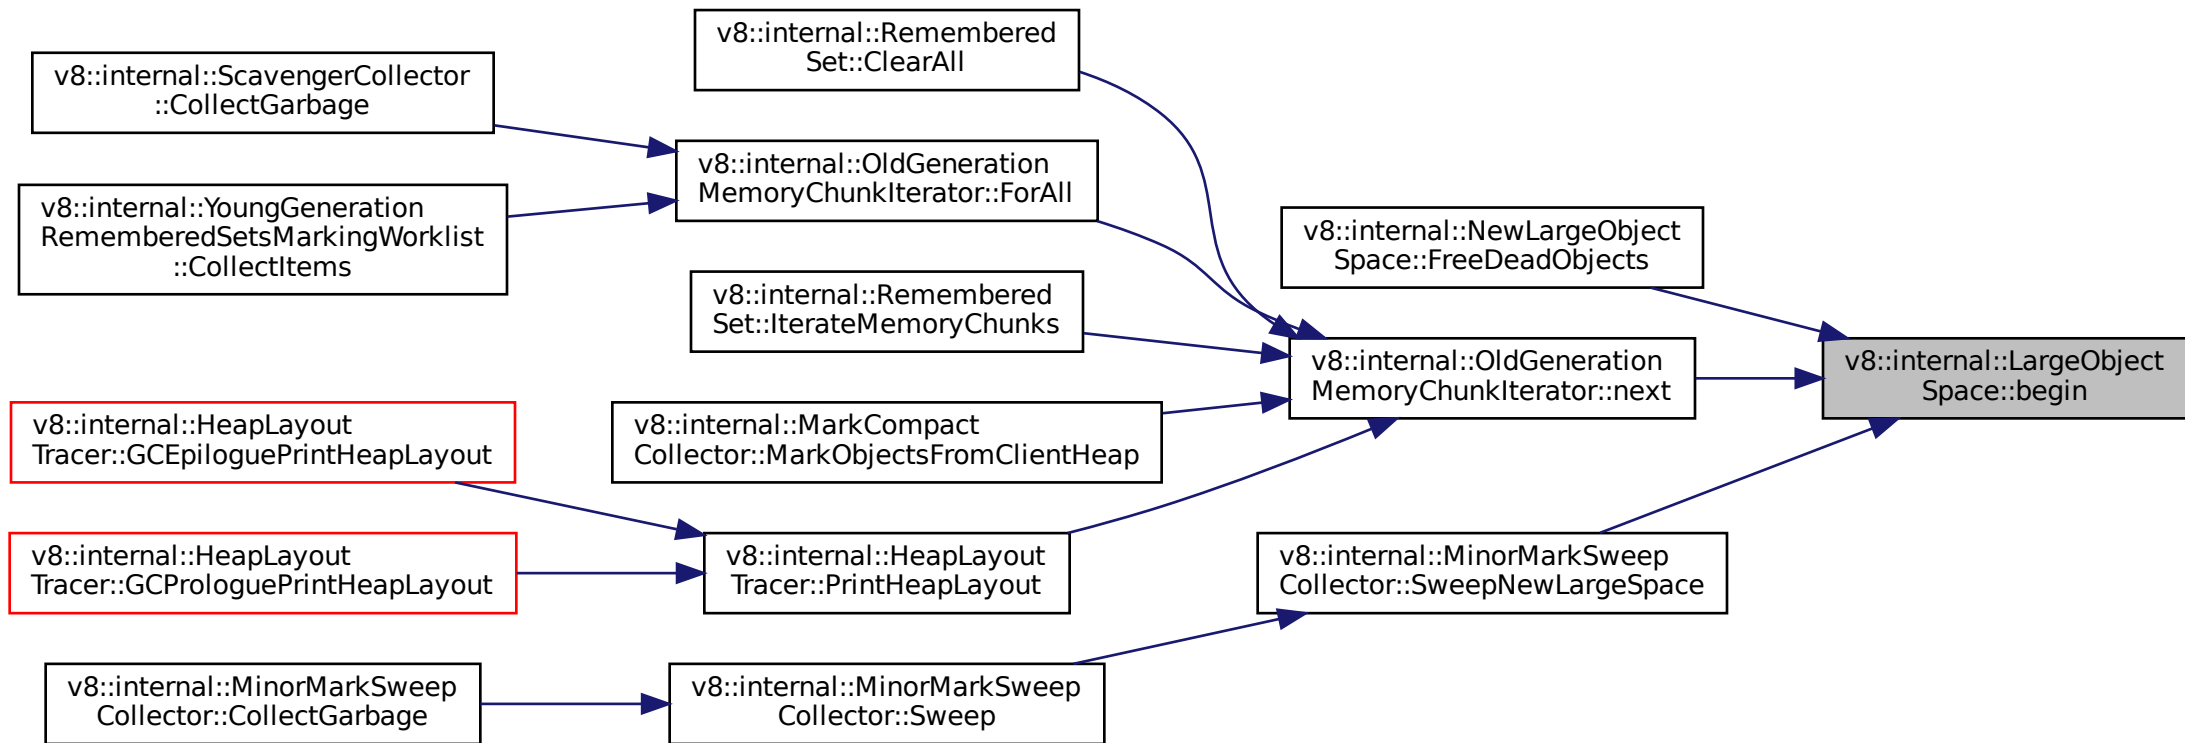 v8::internal::Remembered
Set::ClearAll
v8::internal::ScavengerCollector
::CollectGarbage
v8::internal::OldGeneration
MemoryChunkIterator::ForAll
v8::internal::YoungGeneration
RememberedSetsMarkingWorklist
::CollectItems
v8::internal::NewLargeObject
Space::FreeDeadObjects
v8::internal::Remembered
Set::IterateMemoryChunks
v8::internal::OldGeneration
MemoryChunkIterator::next
v8::internal::LargeObject
Space::begin
v8::internal::HeapLayout
Tracer::GCEpiloguePrintHeapLayout
v8::internal::MarkCompact
Collector::MarkObjectsFromClientHeap
v8::internal::HeapLayout
Tracer::GCProloguePrintHeapLayout
v8::internal::HeapLayout
Tracer::PrintHeapLayout
v8::internal::MinorMarkSweep
Collector::SweepNewLargeSpace
v8::internal::MinorMarkSweep
Collector::CollectGarbage
v8::internal::MinorMarkSweep
Collector::Sweep